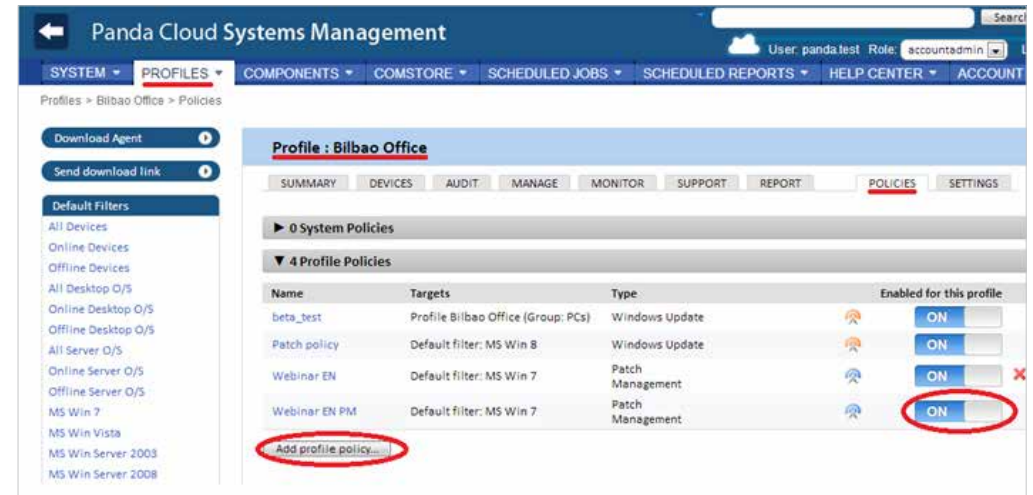 Panda Cloud Systems Management
Search
User: panda.test Role: accountadmin
SYSTEM PROFILES COMPONENTS COMSTORE SCHEDULED JOBS SCHEDULED REPORTS HELP CENTER ACCOUNT
Profiles > Bilbao Office > Policies
Download Agent
Send download link
Default Filters
All Devices
Online Devices
Offline Devices
All Desktop O/S
Online Desktop O/S
Offline Desktop O/S
All Server O/S
Online Server O/S
Offline Server O/S
MS Win 7
MS Win Vista
MS Win Server 2003
MS Win Server 2008
Profile : Bilbao Office
SUMMARY DEVICES AUDIT MANAGE MONITOR SUPPORT REPORT POLICIES SETTINGS
▶ 0 System Policies
▼ 4 Profile Policies
Name Targets Type Enabled for this profile
beta_test Profile Bilbao Office (Group: PCs) Windows Update ON
Patch policy Default filter: MS Win 8 Windows Update ON
Webinar EN Default filter: MS Win 7 Patch Management ON
Webinar EN PM Default filter: MS Win 7 Patch Management ON
Add profile policy...